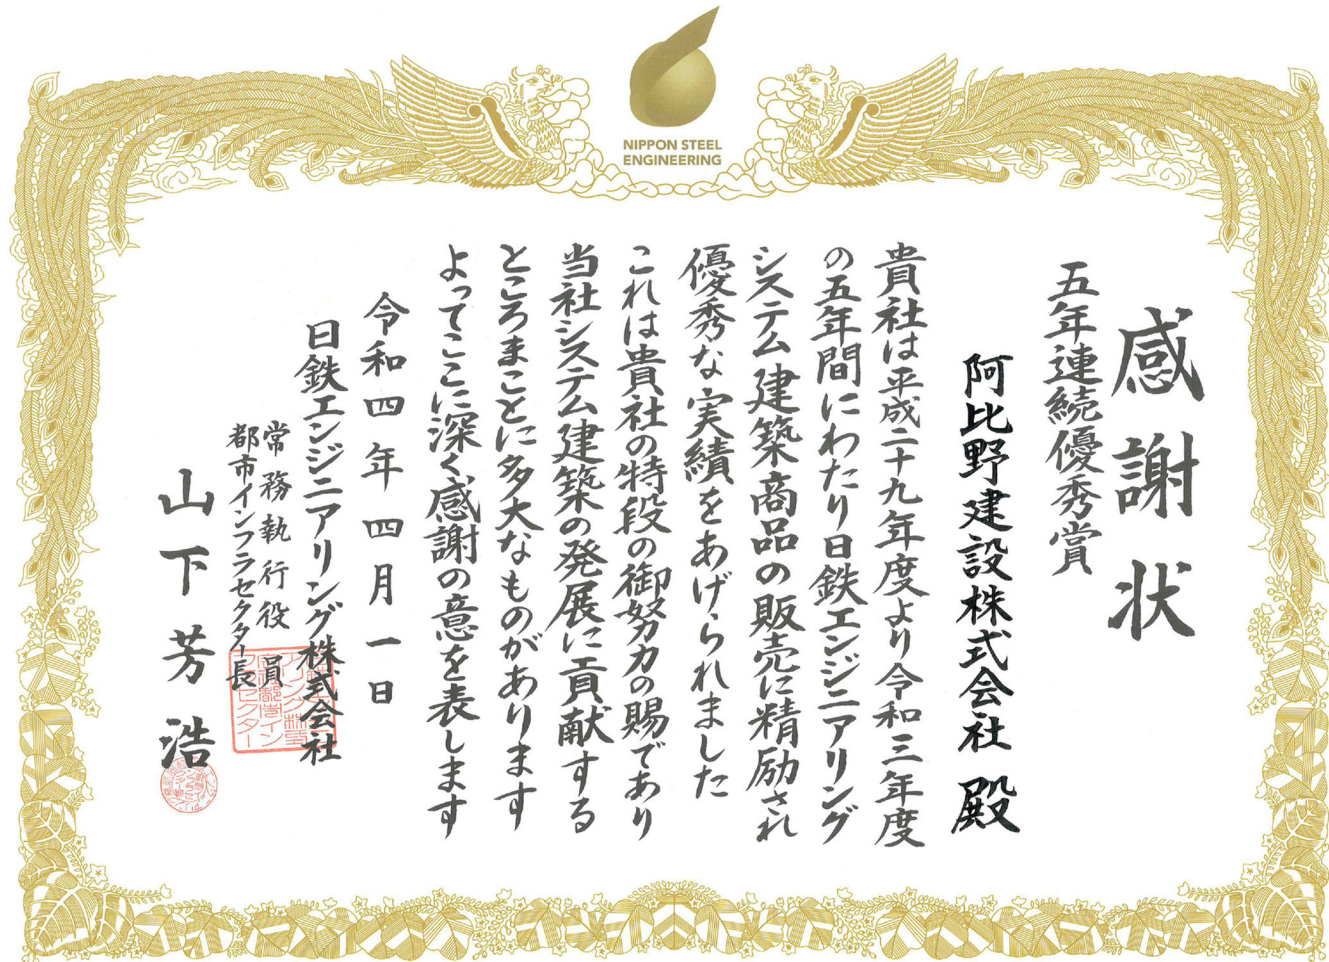 NIPPON STEEL
ENGINEERING
感謝状
五年連続優秀賞
阿比野建設株式会社 殿
貴社は平成二十九年度より令和三年度
の五年間にわたり日鉄エンジニアリング
システム建築商品の販売に精励され
優秀な実績をあげられました
これは貴社の特段の御努力の賜であり
当社システム建築の発展に貢献する
ところまことに多大なものがあります
よってここに深く感謝の意を表します
令和四年四月一日
日鉄エンジニアリング株式会社
常務執行役員
都市インフラセクター長
山下芳浩